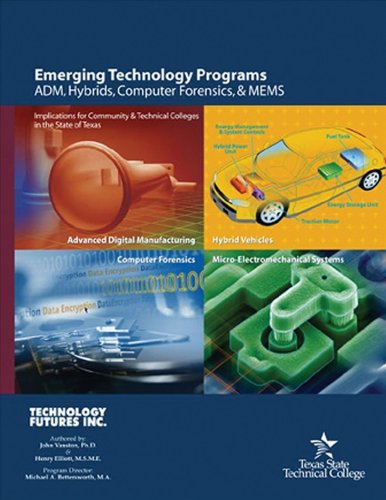 Emerging Technology Programs
ADM, Hybrids, Computer Forensics, & MEMS
Implications for Community & Technical Colleges
in the State of Texas
Advanced Digital Manufacturing
Energy Management
& System Controls
Fuel Tank
Hybrid Power
Unit
Energy Storage Unit
Traction Motor
Hybrid Vehicles
Computer Forensics
Data Encryption
Data Encryption
Micro-Electromechanical Systems
TECHNOLOGY
FUTURES INC.
Authored by:
John Vanston, Ph.D.
&
Henry Elliott, M.S.M.E.
Program Director:
Michael A. Bettersworth, M.A.
Texas State
Technical College